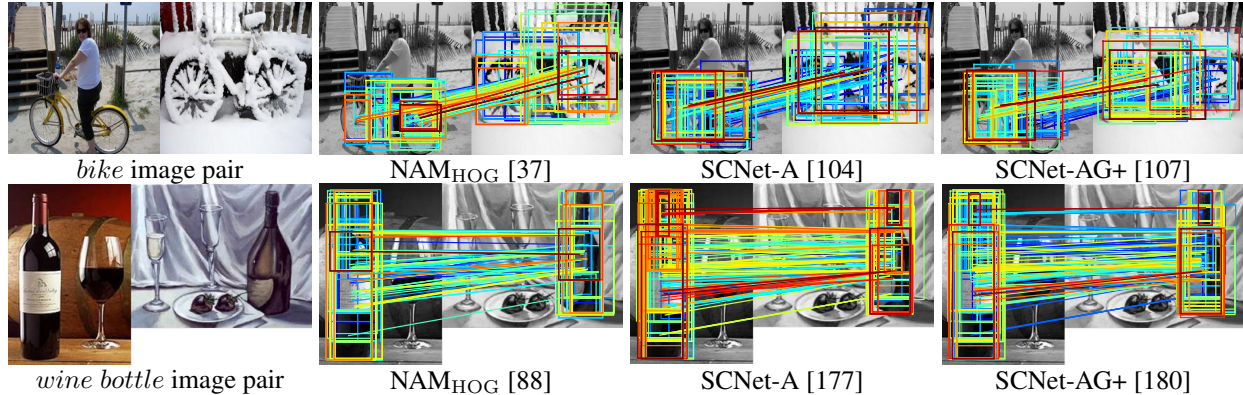 bike image pair
NAM_HOG [37]
SCNet-A [104]
SCNet-AG+ [107]
wine bottle image pair
NAM_HOG [88]
SCNet-A [177]
SCNet-AG+ [180]